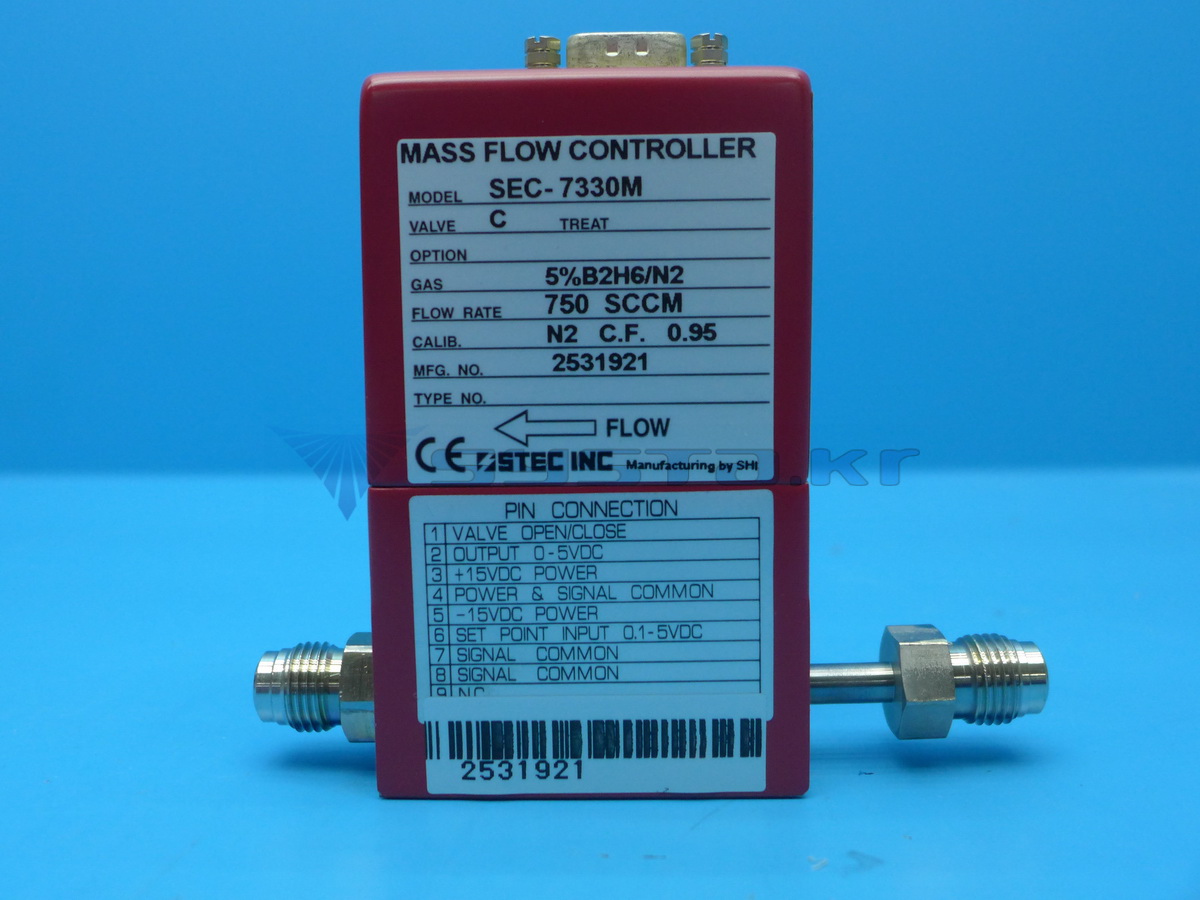 MASS FLOW CONTROLLER
MODEL SEC-7330M
VALVE C TREAT
OPTION
GAS 5%B2H6/N2
FLOW RATE 750 SCCM
CALIB. N2 C.F. 0.95
MFG. NO. 2531921
TYPE NO.
FLOW
CE STEC INC Manufacturing by SHI
PIN CONNECTION
1 VALVE OPEN/CLOSE
2 OUTPUT 0-5VDC
3 +15VDC POWER
4 POWER & SIGNAL COMMON
5 -15VDC POWER
6 SET POINT INPUT 0.1-5VDC
7 SIGNAL COMMON
8 SIGNAL COMMON
9 N.C.
2531921